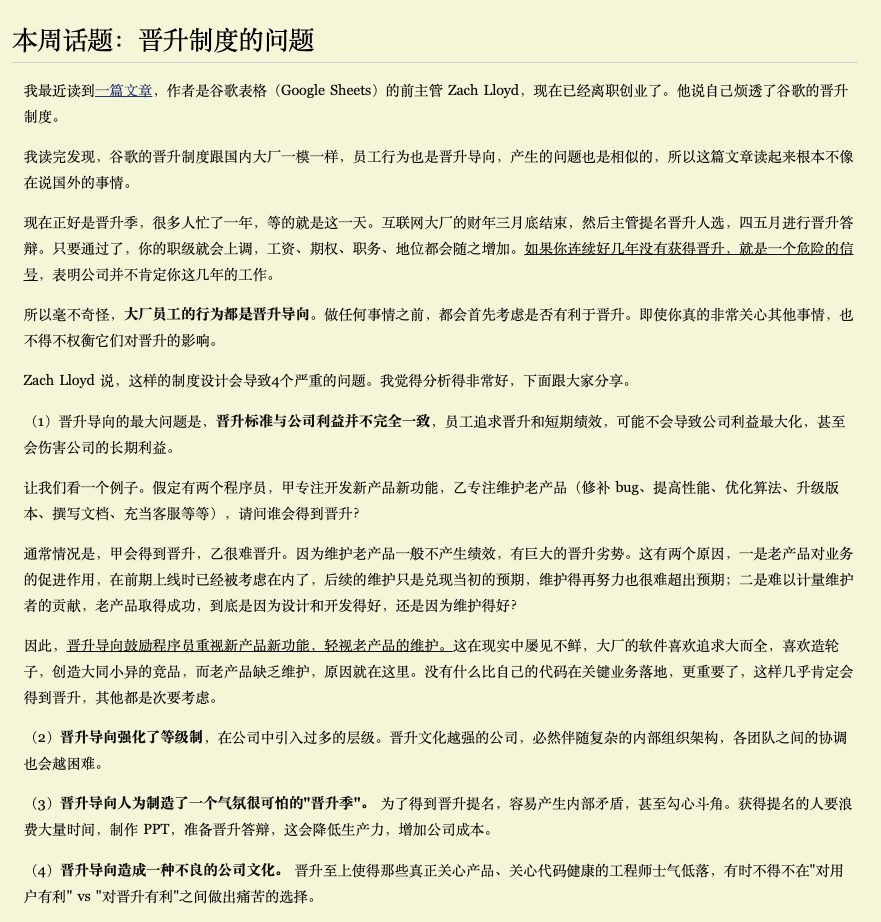 本周话题：晋升制度的问题
我最近读到一篇文章，作者是谷歌表格（Google Sheets）的前主管 Zach Lloyd，现在已经离职创业了。他说自己烦透了谷歌的晋升
制度。
我读完发现，谷歌的晋升制度跟国内大厂一模一样，员工行为也是晋升导向，产生的问题也是相似的，所以这篇文章读起来根本不像
在说国外的事情。
现在正好是晋升季，很多人忙了一年，等的就是这一天。互联网大厂的财年三月底结束，然后主管提名晋升人选，四五月进行晋升答
辩。只要通过了，你的职级就会上调，工资、期权、职务、地位都会随之增加。如果你连续好几年没有获得晋升，就是一个危险的信
号，表明公司并不肯定你这几年的工作。
所以毫不奇怪，大厂员工的行为都是晋升导向。做任何事情之前，都会首先考虑是否有利于晋升。即使你真的非常关心其他事情，也
不得不权衡它们对晋升的影响。
Zach Lloyd 说，这样的制度设计会导致4个严重的问题。我觉得分析得非常好，下面跟大家分享。
（1）晋升导向的最大问题是，晋升标准与公司利益并不完全一致，员工追求晋升和短期绩效，可能不会导致公司利益最大化，甚至
会伤害公司的长期利益。
让我们看一个例子。假定有两个程序员，甲专注开发新产品新功能，乙专注维护老产品（修补 bug、提高性能、优化算法、升级版
本、撰写文档、充当客服等等），请问谁会得到晋升？
通常情况是，甲会得到晋升，乙很难晋升。因为维护老产品一般不产生绩效，有巨大的晋升劣势。这有两个原因，一是老产品对业务
的促进作用，在前期上线时已经被考虑在内了，后续的维护只是兑现当初的预期，维护得再努力也很难超出预期；二是难以计量维护
者的贡献，老产品取得成功，到底是因为设计和开发得好，还是因为维护得好？
因此，晋升导向鼓励程序员重视新产品新功能，轻视老产品的维护。这在现实中屡见不鲜，大厂的软件喜欢追求大而全，喜欢造轮
子，创造大同小异的竞品，而老产品缺乏维护，原因就在这里。没有什么比自己的代码在关键业务落地，更重要了，这样几乎肯定会
得到晋升，其他都是次要考虑。
（2）晋升导向强化了等级制，在公司中引入过多的层级。晋升文化越强的公司，必然伴随复杂的内部组织架构，各团队之间的协调
也会越困难。
（3）晋升导向人为制造了一个气氛很可怕的"晋升季"。 为了得到晋升提名，容易产生内部矛盾，甚至勾心斗角。获得提名的人要浪
费大量时间，制作 PPT，准备晋升答辩，这会降低生产力，增加公司成本。
（4）晋升导向造成一种不良的公司文化。 晋升至上使得那些真正关心产品、关心代码健康的工程师士气低落，有时不得不在"对用
户有利" vs "对晋升有利"之间做出痛苦的选择。